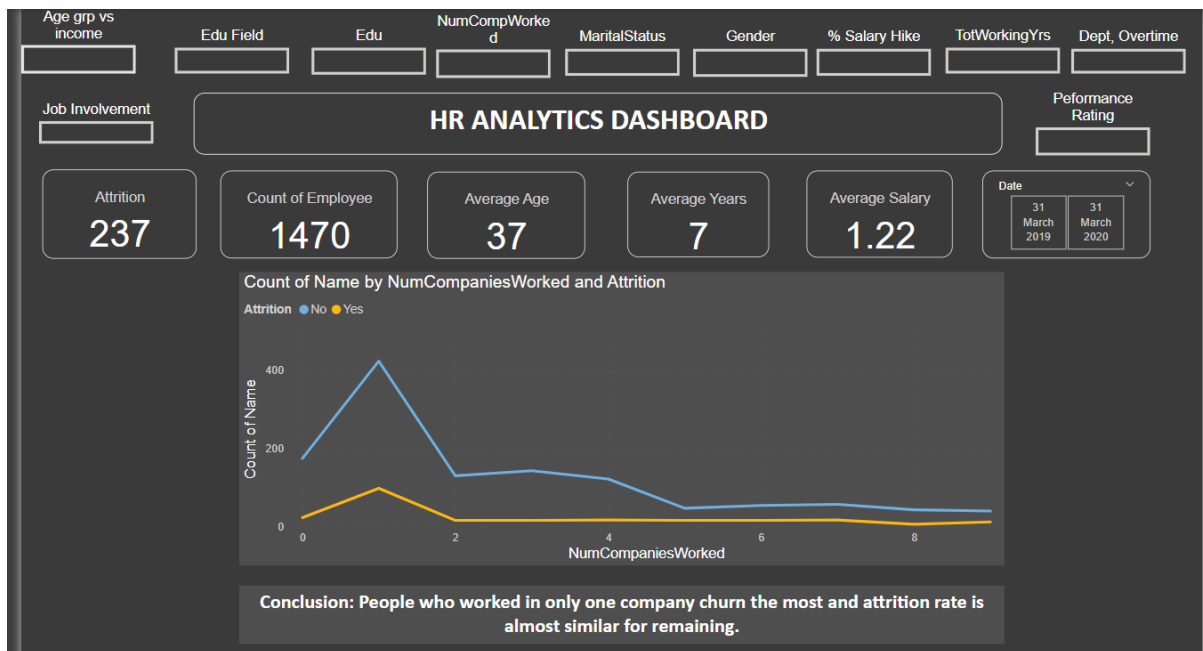 Age grp vs
income
Edu Field
Edu
NumCompWorke
d
MaritalStatus
Gender
% Salary Hike
TotWorkingYrs
Dept, Overtime
Job Involvement
HR ANALYTICS DASHBOARD
Peformance
Rating
Attrition
237
Count of Employee
1470
Average Age
37
Average Years
7
Average Salary
1.22
Date
31
March
2019
31
March
2020
Count of Name by NumCompaniesWorked and Attrition
Attrition No Yes
Count of Name
400
200
0
0 2 4 6 8
NumCompaniesWorked
Conclusion: People who worked in only one company churn the most and attrition rate is
almost similar for remaining.